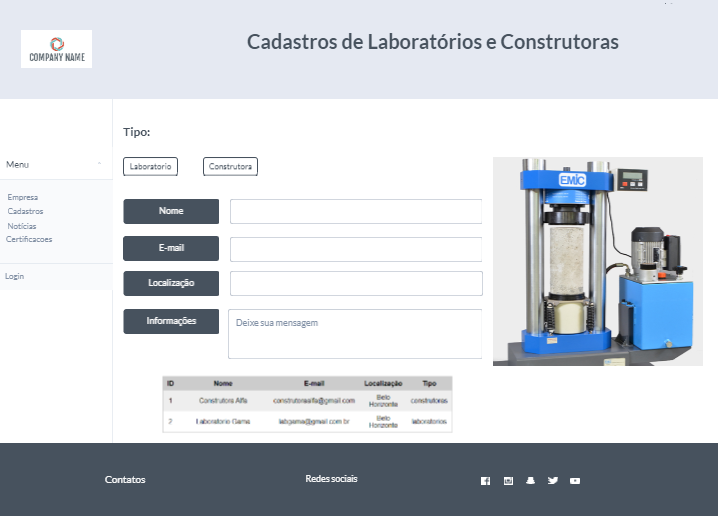 COMPANY NAME
Cadastros de Laboratórios e Construtoras
Tipo:
Laboratorio
Construtora
Menu
Empresa
Cadastros
Notícias
Certificacoes
Login
Nome
E-mail
Localização
Informações
Deixe sua mensagem
EMIC
ID Nome E-mail Localização Tipo
1 Construtora Alfa construtoraalfa@gmail.com Belo Horizonte construtoras
2 Laboratorio Gama labgama@gmail.com.br Belo Horizonte laboratorios
Contatos
Redes sociais